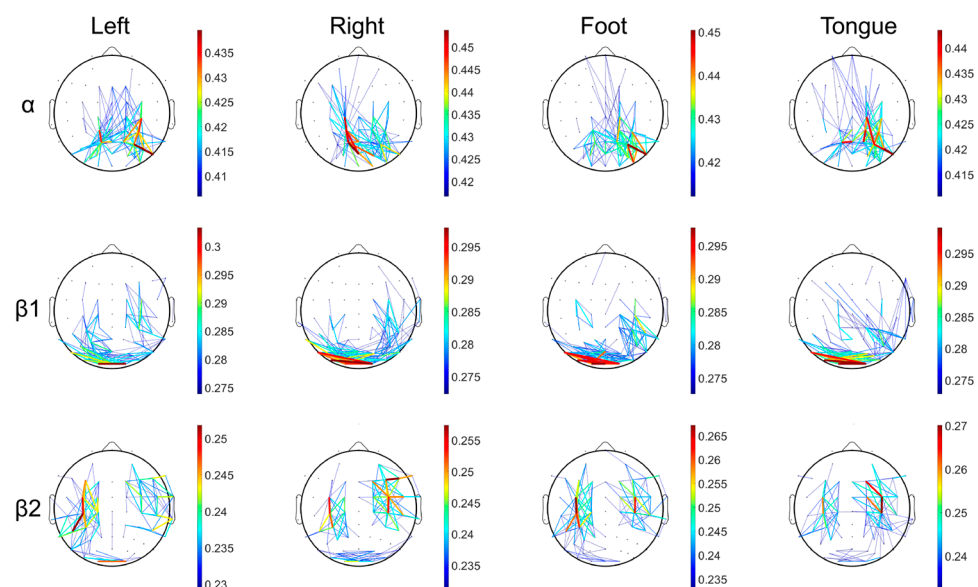 Left Right Foot Tongue
α
0.435 0.45 0.45 0.44
0.43 0.445 0.44 0.435
0.425 0.44 0.43 0.43
0.42 0.435 0.42 0.425
0.415 0.43 0.42
0.41 0.425 0.415
0.42
β1
0.3 0.295 0.295 0.295
0.295 0.29 0.29 0.29
0.29 0.285 0.285 0.285
0.285 0.28 0.28 0.28
0.28 0.275 0.275 0.275
0.275
β2
0.25 0.255 0.265 0.27
0.245 0.25 0.26 0.26
0.24 0.245 0.255 0.25
0.235 0.24 0.25 0.24
0.23 0.235 0.245
0.24
0.235